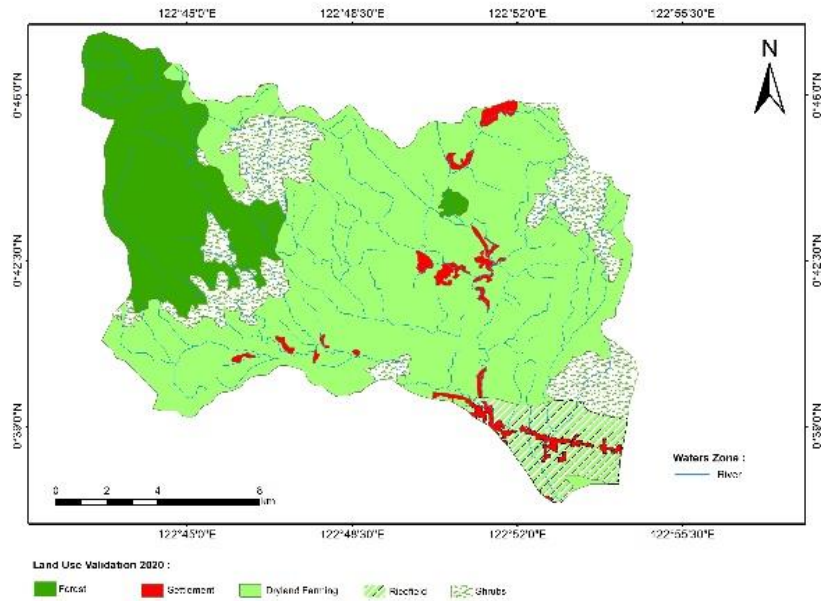 122°45'0"E 122°48'30"E 122°52'0"E 122°55'30"E
N
0°46'0"N 0°46'0"N
0°42'30"N 0°42'30"N
0°39'0"N 0°39'0"N
Waters Zone :
River
0 2 4 8
km
122°45'0"E 122°48'30"E 122°52'0"E 122°55'30"E
Land Use Validation 2020 :
Forest Settlement Dryland Farming Ricefield Shrubs